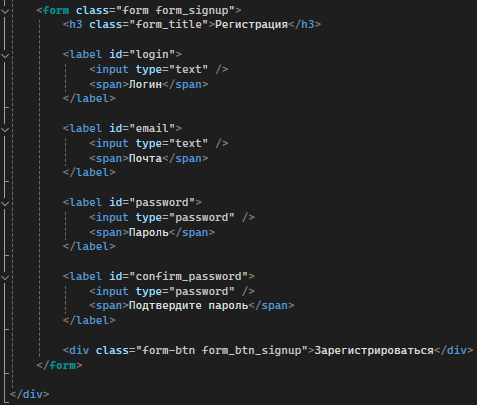 <form class="form form_signup">
<h3 class="form_title">Регистрация</h3>
<label id="login">
<input type="text" />
<span>Логин</span>
</label>
<label id="email">
<input type="text" />
<span>Почта</span>
</label>
<label id="password">
<input type="password" />
<span>Пароль</span>
</label>
<label id="confirm_password">
<input type="password" />
<span>Подтвердите пароль</span>
</label>
<div class="form-btn form_btn_signup">Зарегистрироваться</div>
</form>
</div>